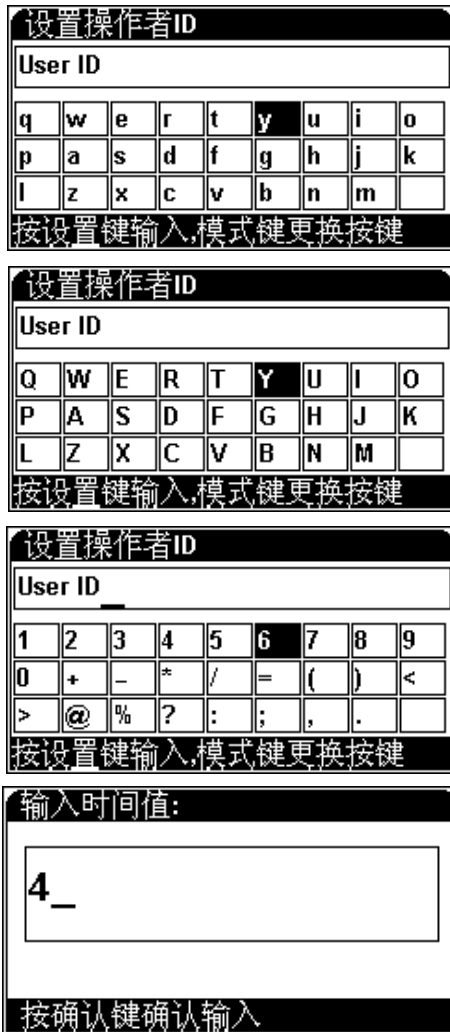 设置操作者ID
User ID
q w e r t y u i o
p a s d f g h j k
l z x c v b n m
按设置键输入,模式键更换按键
设置操作者ID
User ID
Q W E R T Y U I O
P A S D F G H J K
L Z X C V B N M
按设置键输入,模式键更换按键
设置操作者ID
User ID_
1 2 3 4 5 6 7 8 9
0 + - * / = ( ) <
> @ % ? : ; , .
按设置键输入,模式键更换按键
输入时间值:
4_
按确认键确认输入